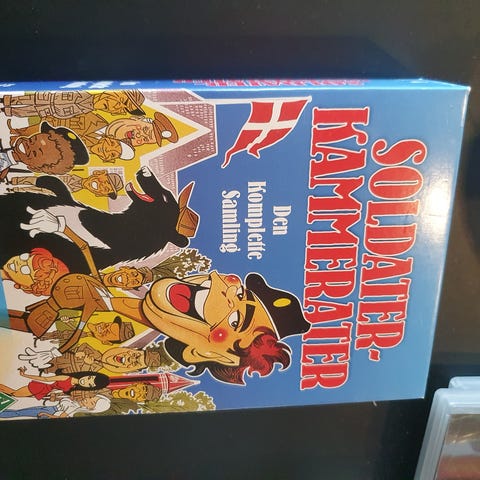 SOLDATER-
KAMMERATER
Den
Komplette
Samling